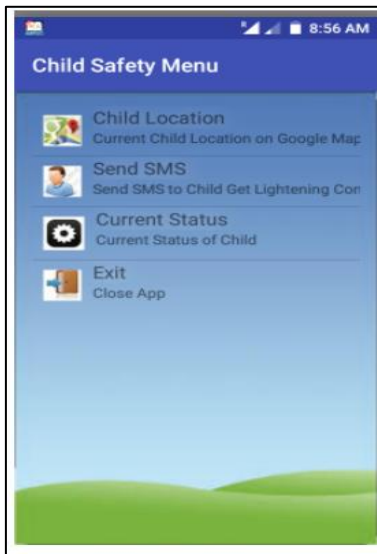 8:56 AM
Child Safety Menu
Child Location
Current Child Location on Google Map
Send SMS
Send SMS to Child Get Lightening Con
Current Status
Current Status of Child
Exit
Close App